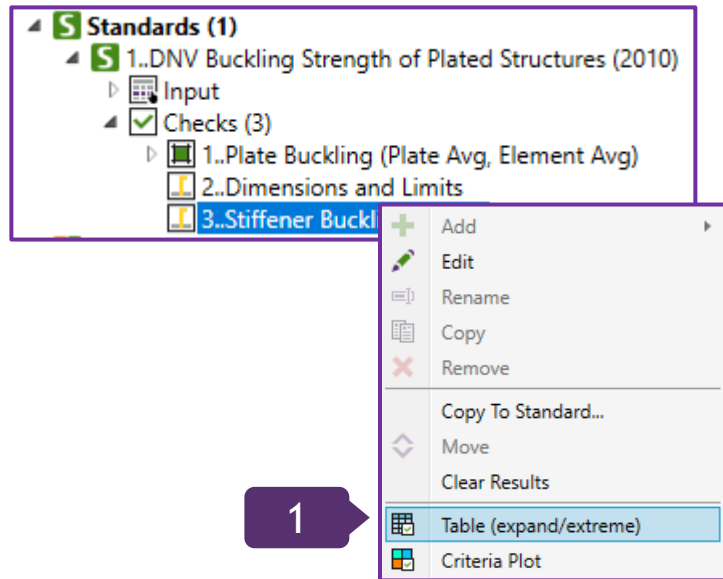 Standards (1)
1..DNV Buckling Strength of Plated Structures (2010)
Input
Checks (3)
1..Plate Buckling (Plate Avg, Element Avg)
2..Dimensions and Limits
3..Stiffener Buckli
Add
Edit
Rename
Copy
Remove
Copy To Standard...
Move
Clear Results
1
Table (expand/extreme)
Criteria Plot